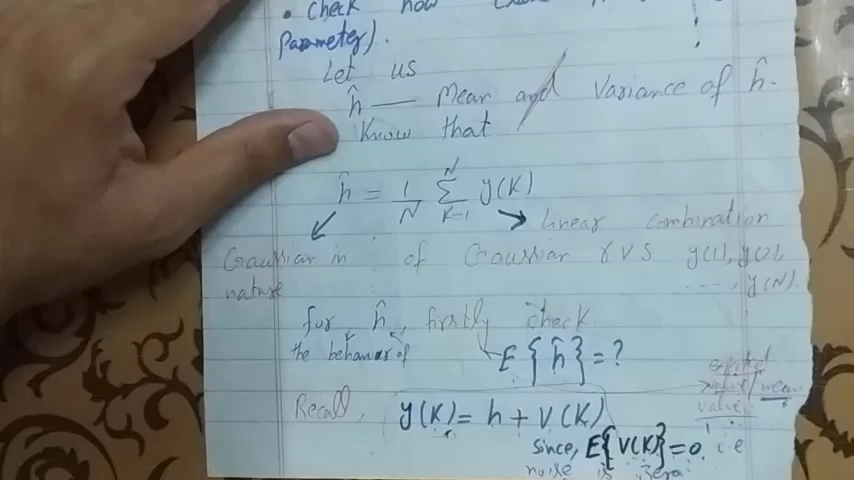 • Check how
Parameter).
Let us
ĥ — Mean and Variance of ĥ.
Know that
ĥ = 1/N Σ_{K=1}^{N} y(K)
→ Linear combination
Gaussian in of Gaussian rvs y(1), y(2),
nature ...., y(N).
for ĥ, firstly check
the behavior of E{ĥ} = ?
expected
value/mean
value
Recall, y(K) = h + V(K)
since, E{V(K)} = 0. i.e
noise is zero